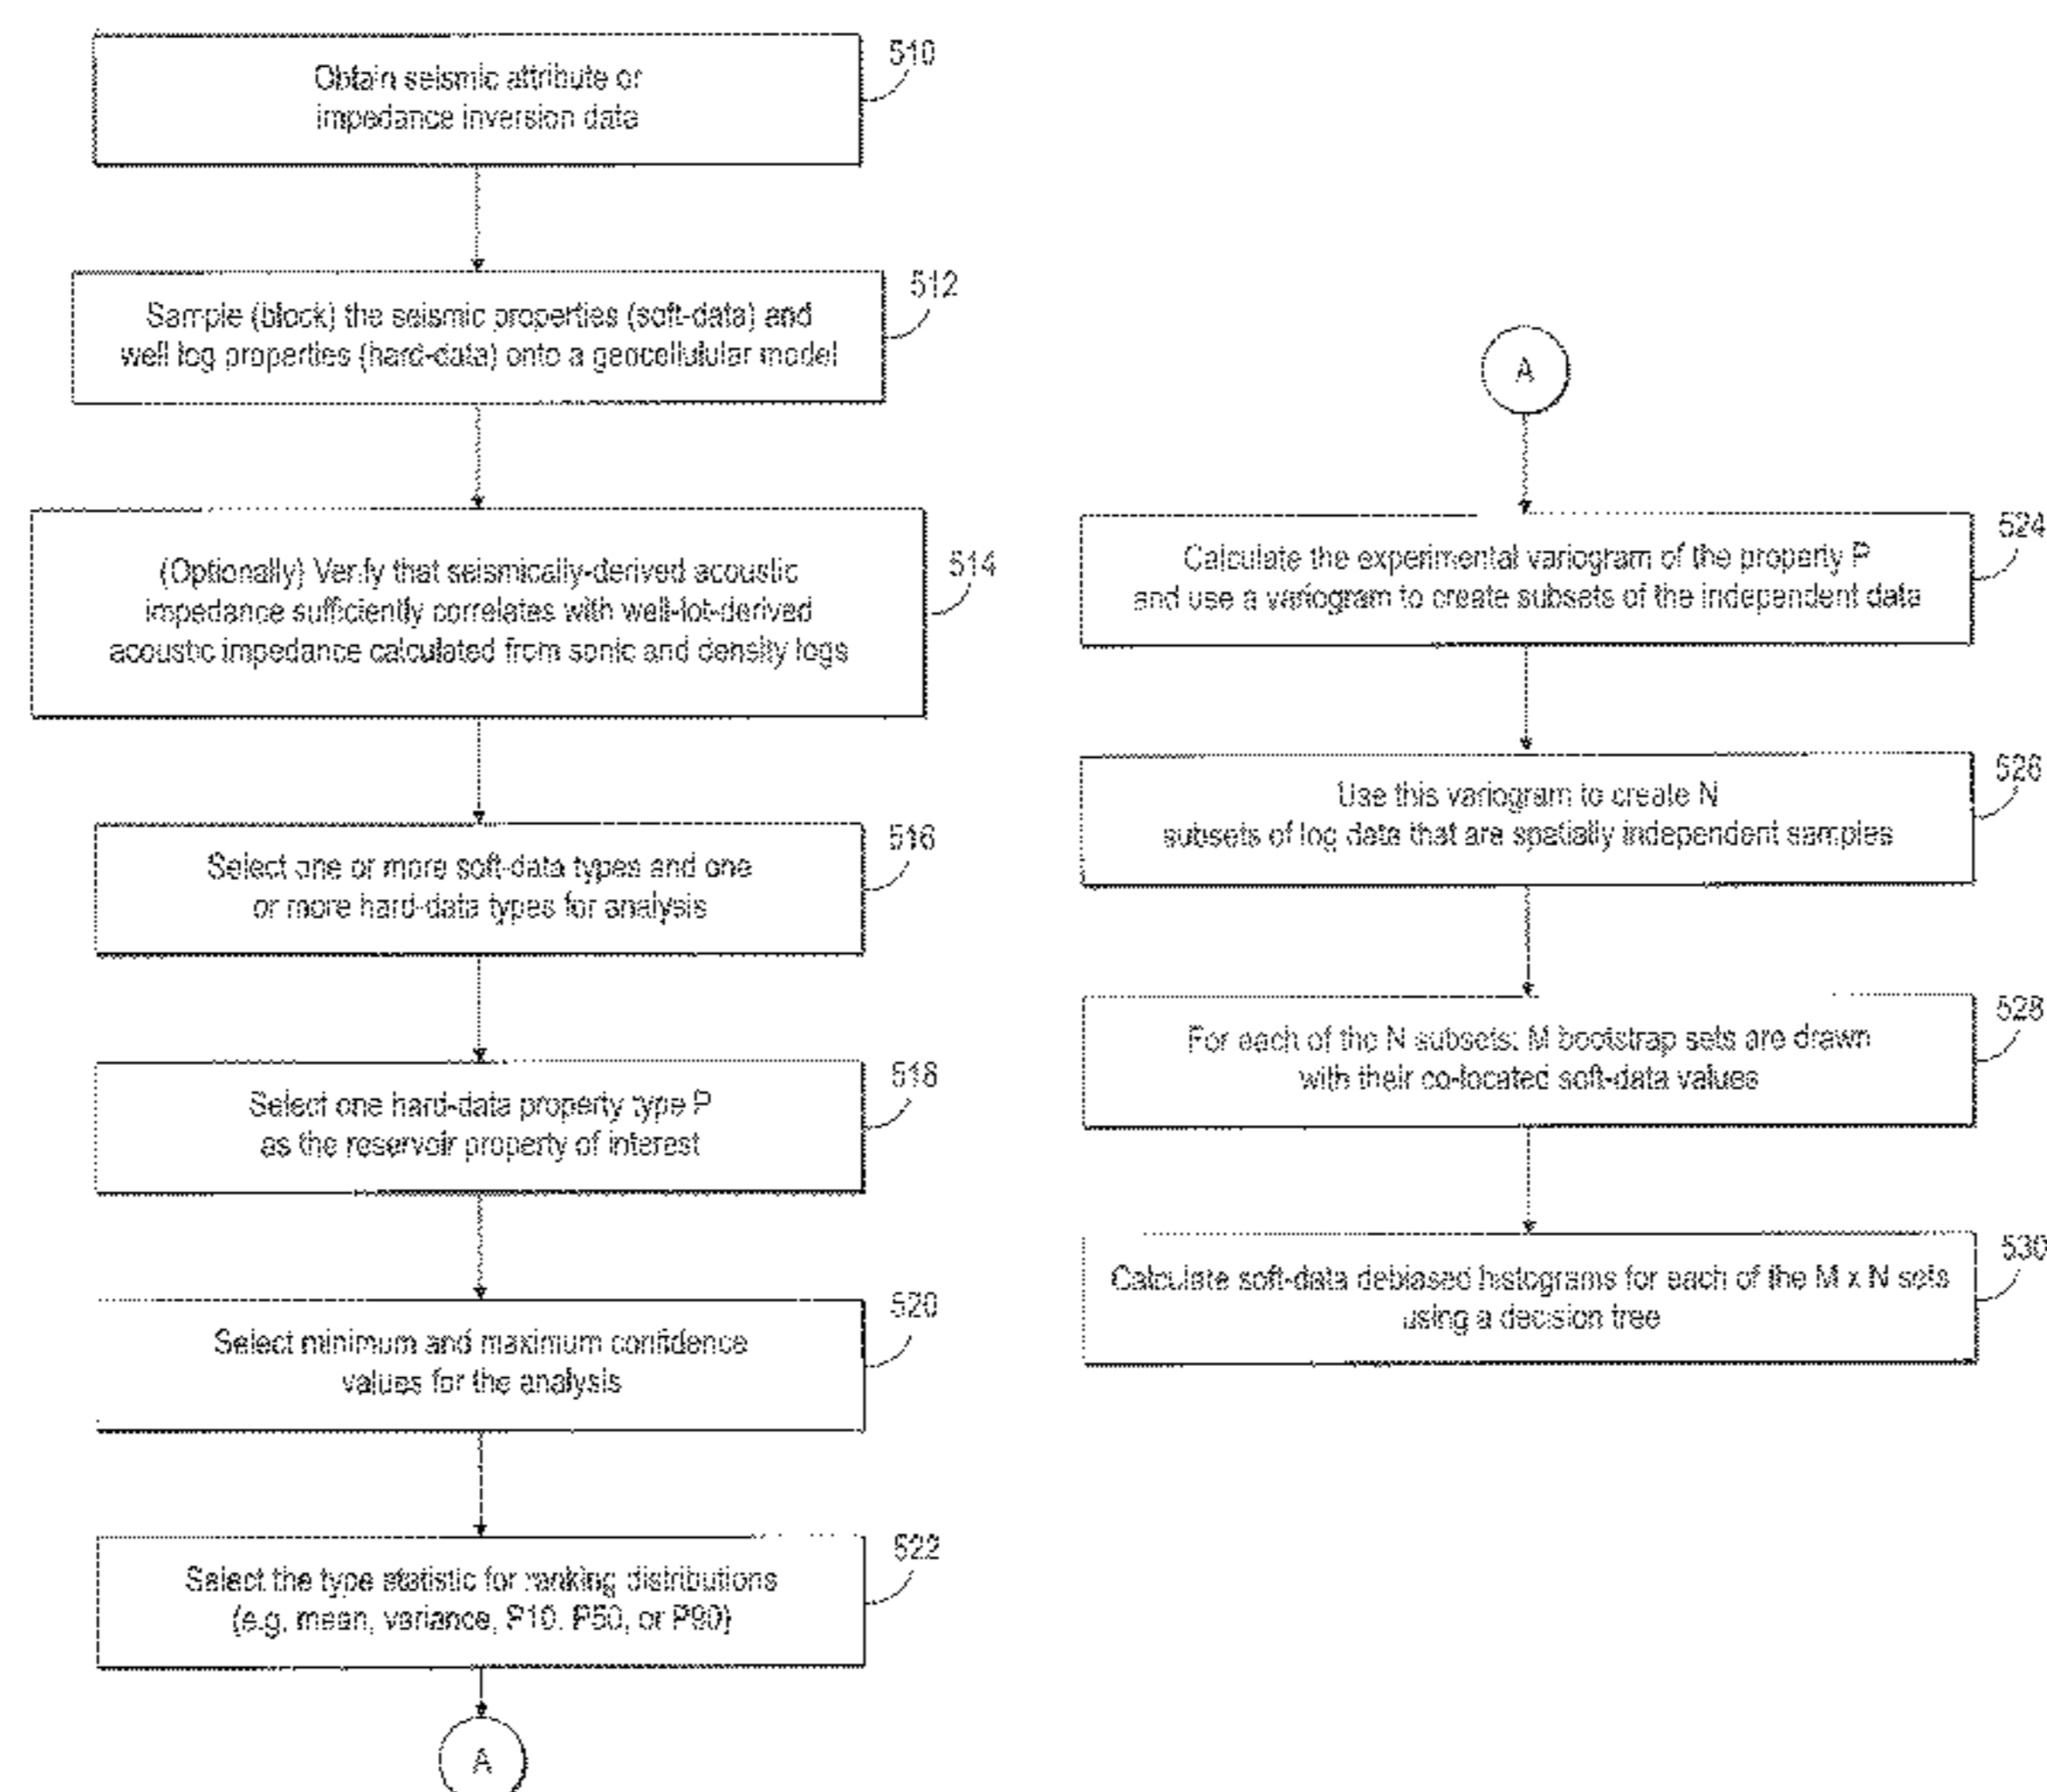 510
Obtain seismic attribute or
impedance inversion data
512
Sample (block) the seismic properties (soft-data) and
well log properties (hard-data) onto a geocellulular model
514
(Optionally) Verify that seismically-derived acoustic
impedance sufficiently correlates with well-lot-derived
acoustic impedance calculated from sonic and density logs
516
Select one or more soft-data types and one
or more hard-data types for analysis
518
Select one hard-data property type P
as the reservoir property of interest
520
Select minimum and maximum confidence
values for the analysis
522
Select the type statistic for ranking distributions
(e.g, mean, variance, P10, P50, or P90)
A
A
524
Calculate the experimental variogram of the property P
and use a variogram to create subsets of the independent data
526
Use this variogram to create N
subsets of log data that are spatially independent samples
528
For each of the N subsets: M bootstrap sets are drawn
with their co-located soft-data values
530
Calculate soft-data debiased histograms for each of the M x N sets
using a decision tree